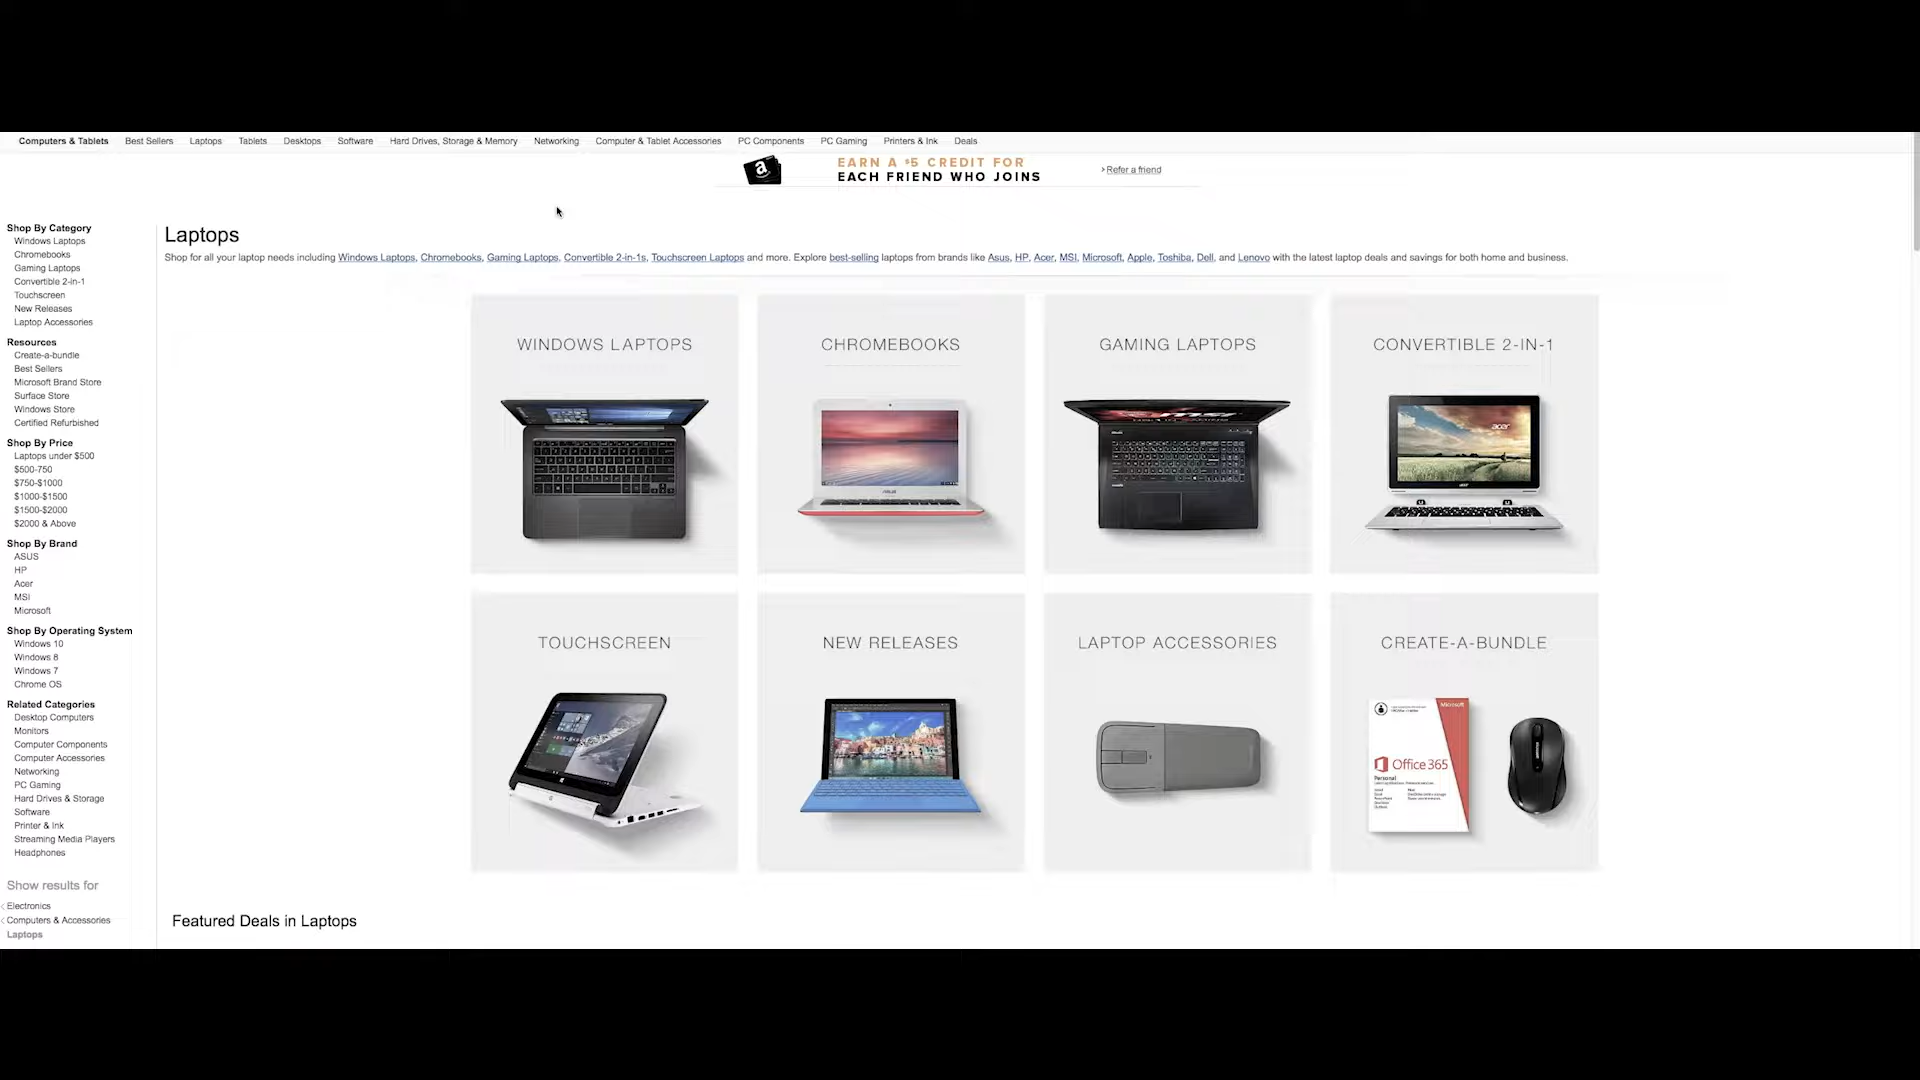 Computers & Tablets Best Sellers Laptops Tablets Desktops Software Hard Drives, Storage & Memory Networking Computer & Tablet Accessories PC Components PC Gaming Printers & Ink Deals
a
EARN A $5 CREDIT FOR
EACH FRIEND WHO JOINS
› Refer a friend
Shop By Category
Windows Laptops
Chromebooks
Gaming Laptops
Convertible 2-in-1
Touchscreen
New Releases
Laptop Accessories
Resources
Create-a-bundle
Best Sellers
Microsoft Brand Store
Surface Store
Windows Store
Certified Refurbished
Shop By Price
Laptops under $500
$500-750
$750-$1000
$1000-$1500
$1500-$2000
$2000 & Above
Shop By Brand
ASUS
HP
Acer
MSI
Microsoft
Shop By Operating System
Windows 10
Windows 8
Windows 7
Chrome OS
Related Categories
Desktop Computers
Monitors
Computer Components
Computer Accessories
Networking
PC Gaming
Hard Drives & Storage
Software
Printer & Ink
Streaming Media Players
Headphones
Show results for
‹ Electronics
‹ Computers & Accessories
Laptops
Laptops
Shop for all your laptop needs including Windows Laptops, Chromebooks, Gaming Laptops, Convertible 2-in-1s, Touchscreen Laptops and more. Explore best-selling laptops from brands like Asus, HP, Acer, MSI, Microsoft, Apple, Toshiba, Dell, and Lenovo with the latest laptop deals and savings for both home and business.
WINDOWS LAPTOPS
CHROMEBOOKS
GAMING LAPTOPS
msi
CONVERTIBLE 2-IN-1
acer
TOUCHSCREEN
NEW RELEASES
LAPTOP ACCESSORIES
CREATE-A-BUNDLE
Microsoft
Office 365
Personal
Featured Deals in Laptops